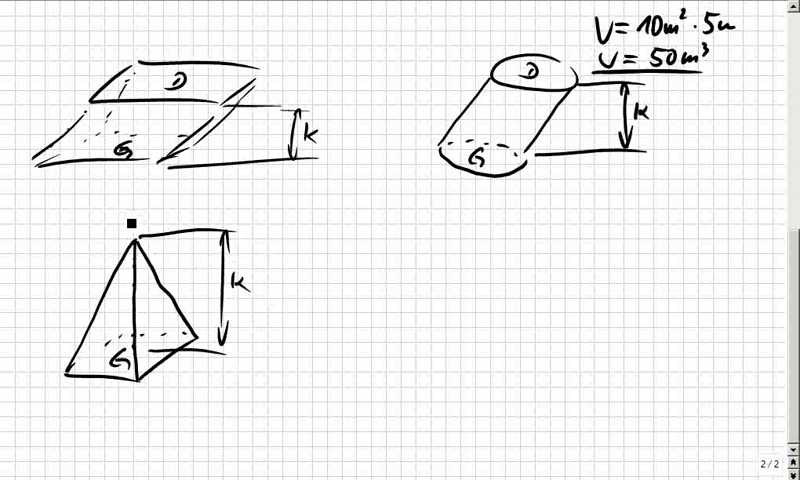 V = 10m² · 5m
V = 50m³
D
D
k
k
G
G
k
G
2/2